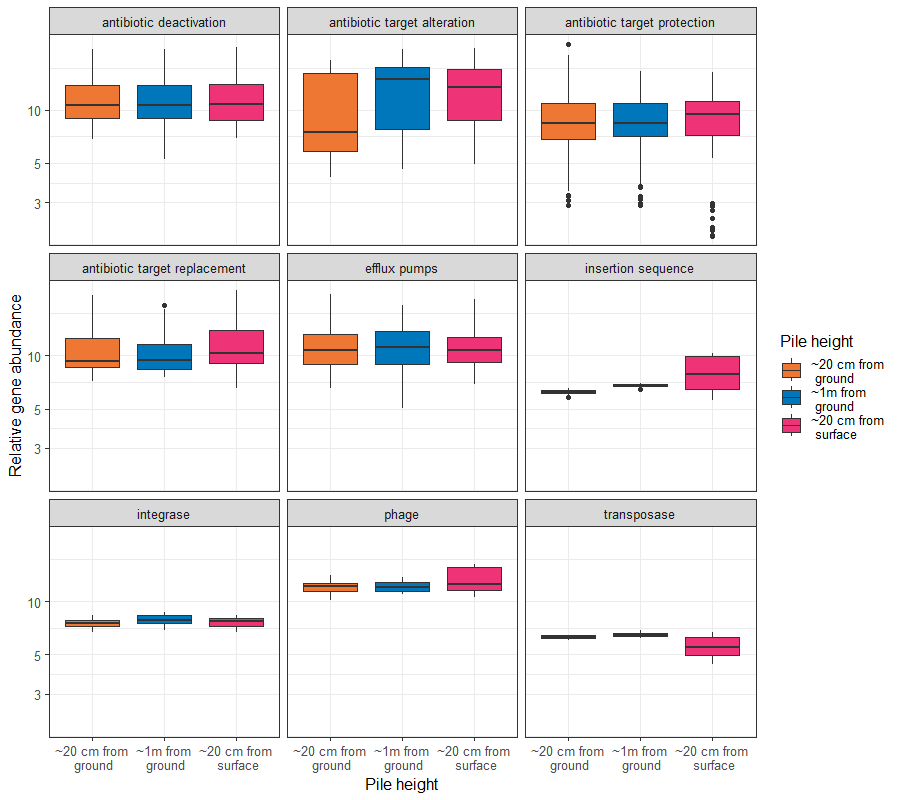 antibiotic deactivation
antibiotic target alteration
antibiotic target protection
10
5
3
antibiotic target replacement
efflux pumps
insertion sequence
10
5
3
integrase
phage
transposase
10
5
3
~20 cm from
ground
~1m from
ground
~20 cm from
surface
~20 cm from
ground
~1m from
ground
~20 cm from
surface
~20 cm from
ground
~1m from
ground
~20 cm from
surface
Pile height
Relative gene abundance
Pile height
~20 cm from
ground
~1m from
ground
~20 cm from
surface